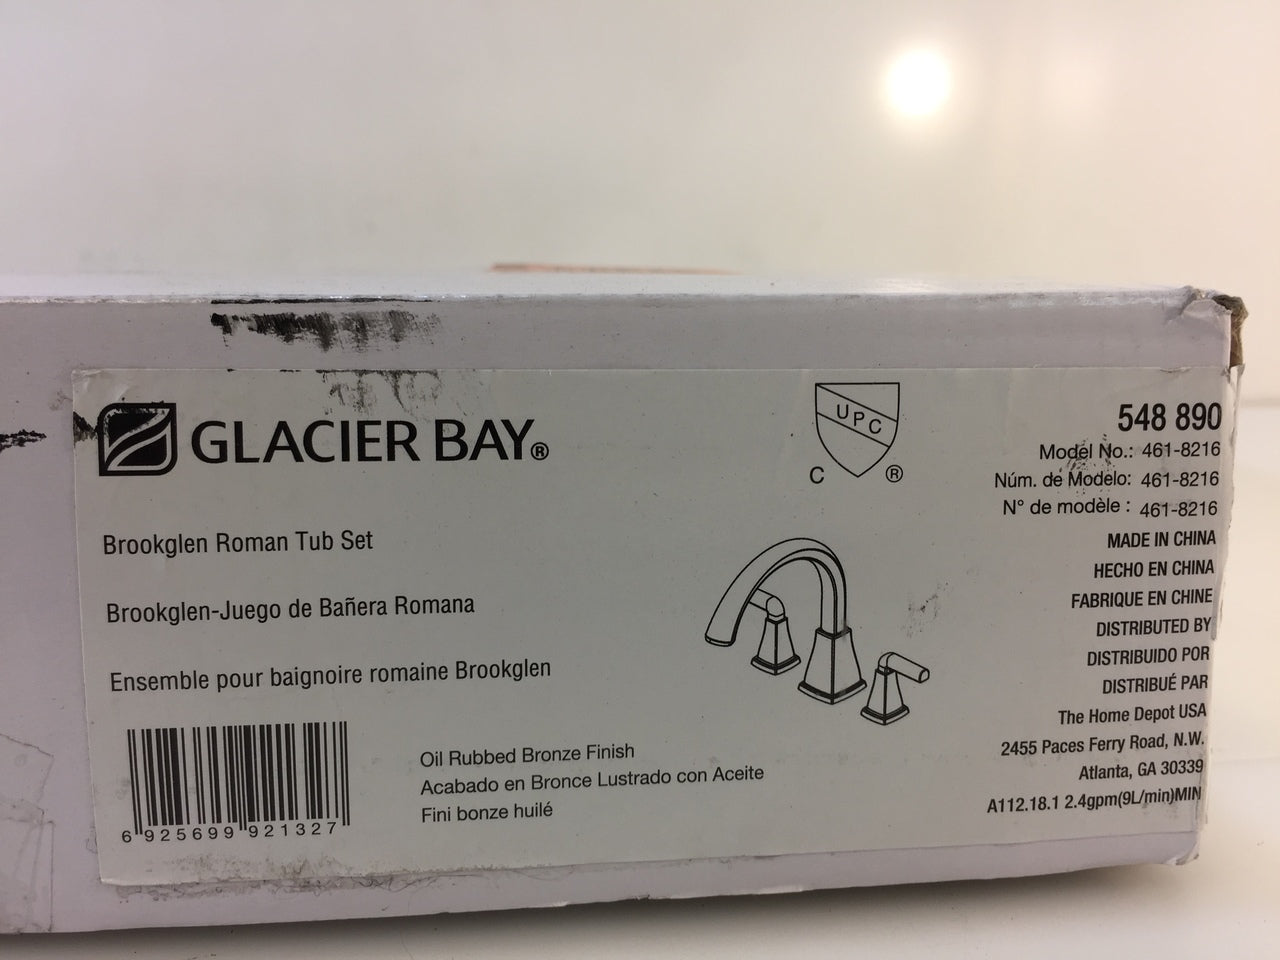 GLACIER BAY®
UPC
C ®
548 890
Model No.: 461-8216
Núm. de Modelo: 461-8216
N° de modèle : 461-8216
Brookglen Roman Tub Set
Brookglen-Juego de Bañera Romana
Ensemble pour baignoire romaine Brookglen
MADE IN CHINA
HECHO EN CHINA
FABRIQUE EN CHINE
DISTRIBUTED BY
DISTRIBUIDO POR
DISTRIBUÉ PAR
The Home Depot USA
2455 Paces Ferry Road, N.W.
Atlanta, GA 30339
A112.18.1 2.4gpm(9L/min)MIN
Oil Rubbed Bronze Finish
Acabado en Bronce Lustrado con Aceite
Fini bonze huilé
6 925699 921327